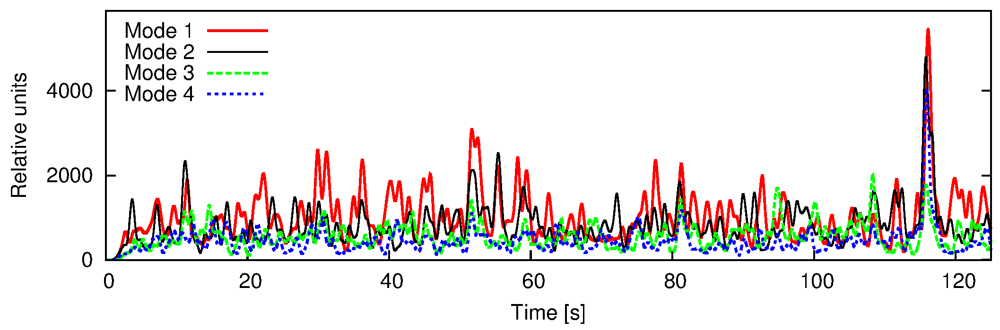 Mode 1
Mode 2
Mode 3
Mode 4
Relative units
4000
2000
0
0 20 40 60 80 100 120
Time [s]